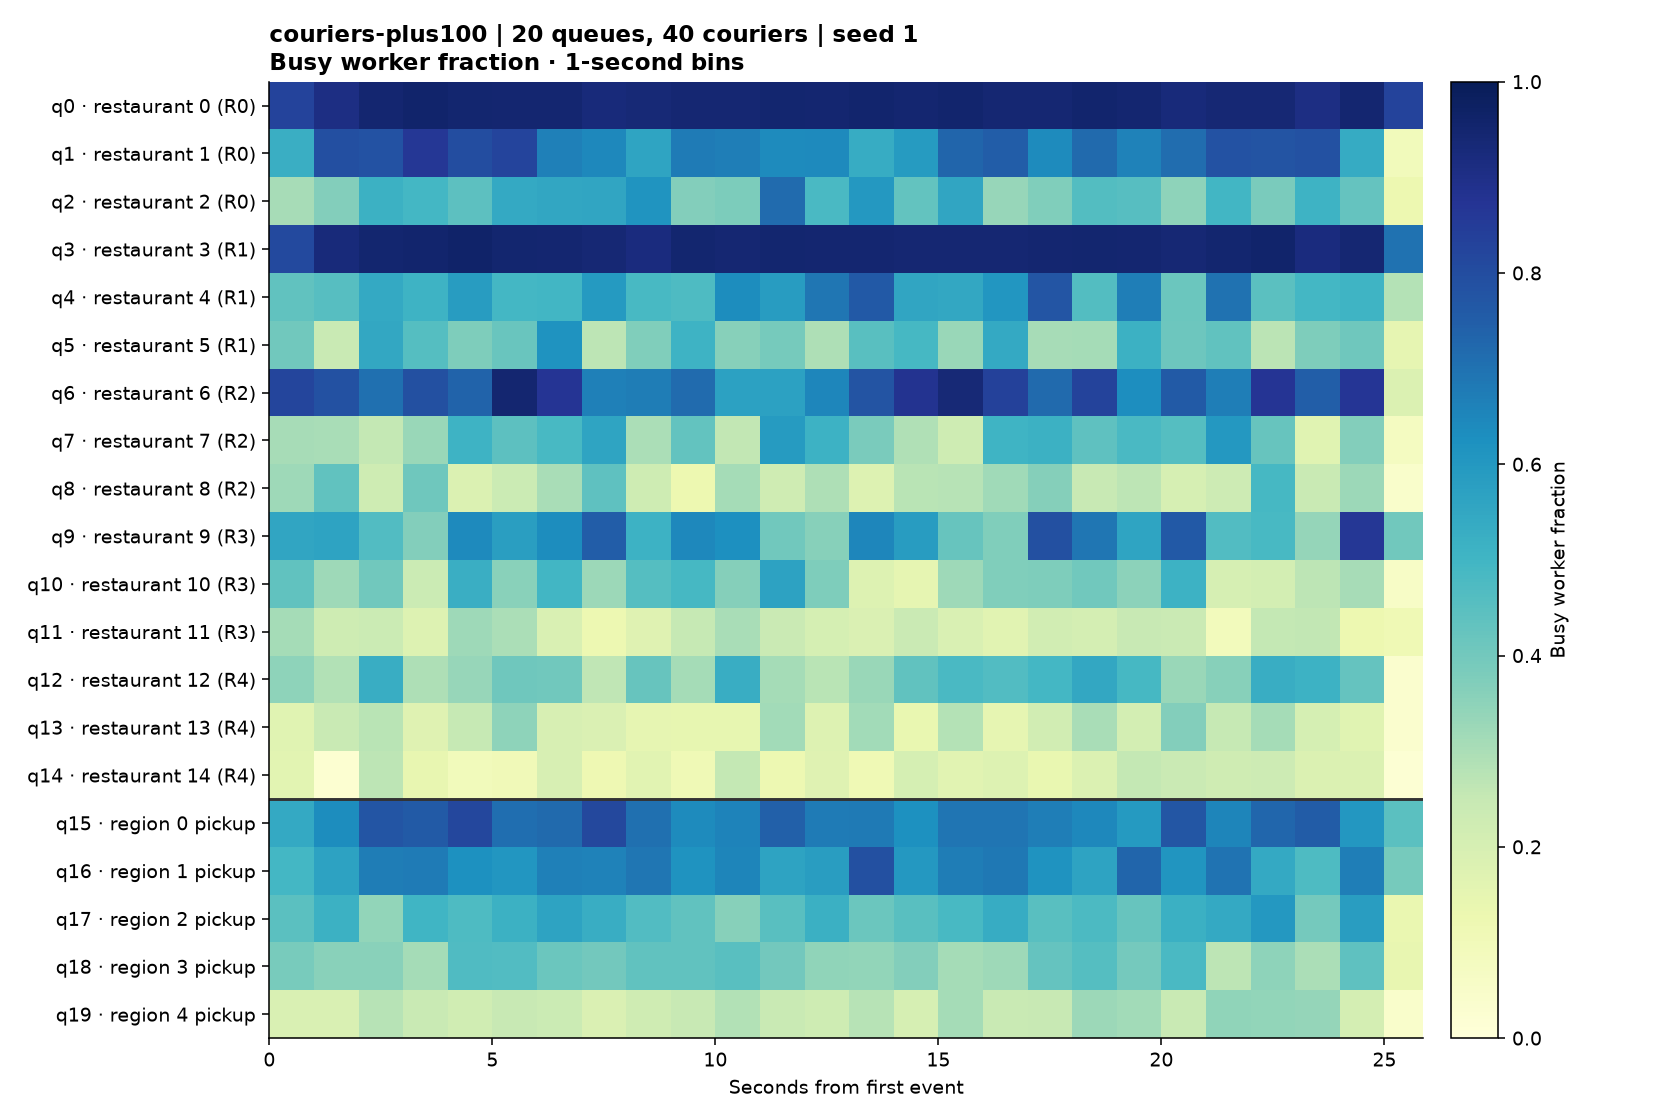 couriers-plus100 | 20 queues, 40 couriers | seed 1
Busy worker fraction · 1-second bins
q0 · restaurant 0 (R0)
q1 · restaurant 1 (R0)
q2 · restaurant 2 (R0)
q3 · restaurant 3 (R1)
q4 · restaurant 4 (R1)
q5 · restaurant 5 (R1)
q6 · restaurant 6 (R2)
q7 · restaurant 7 (R2)
q8 · restaurant 8 (R2)
q9 · restaurant 9 (R3)
q10 · restaurant 10 (R3)
q11 · restaurant 11 (R3)
q12 · restaurant 12 (R4)
q13 · restaurant 13 (R4)
q14 · restaurant 14 (R4)
q15 · region 0 pickup
q16 · region 1 pickup
q17 · region 2 pickup
q18 · region 3 pickup
q19 · region 4 pickup
0 5 10 15 20 25
Seconds from first event
1.0
0.8
0.6
0.4
0.2
0.0
Busy worker fraction